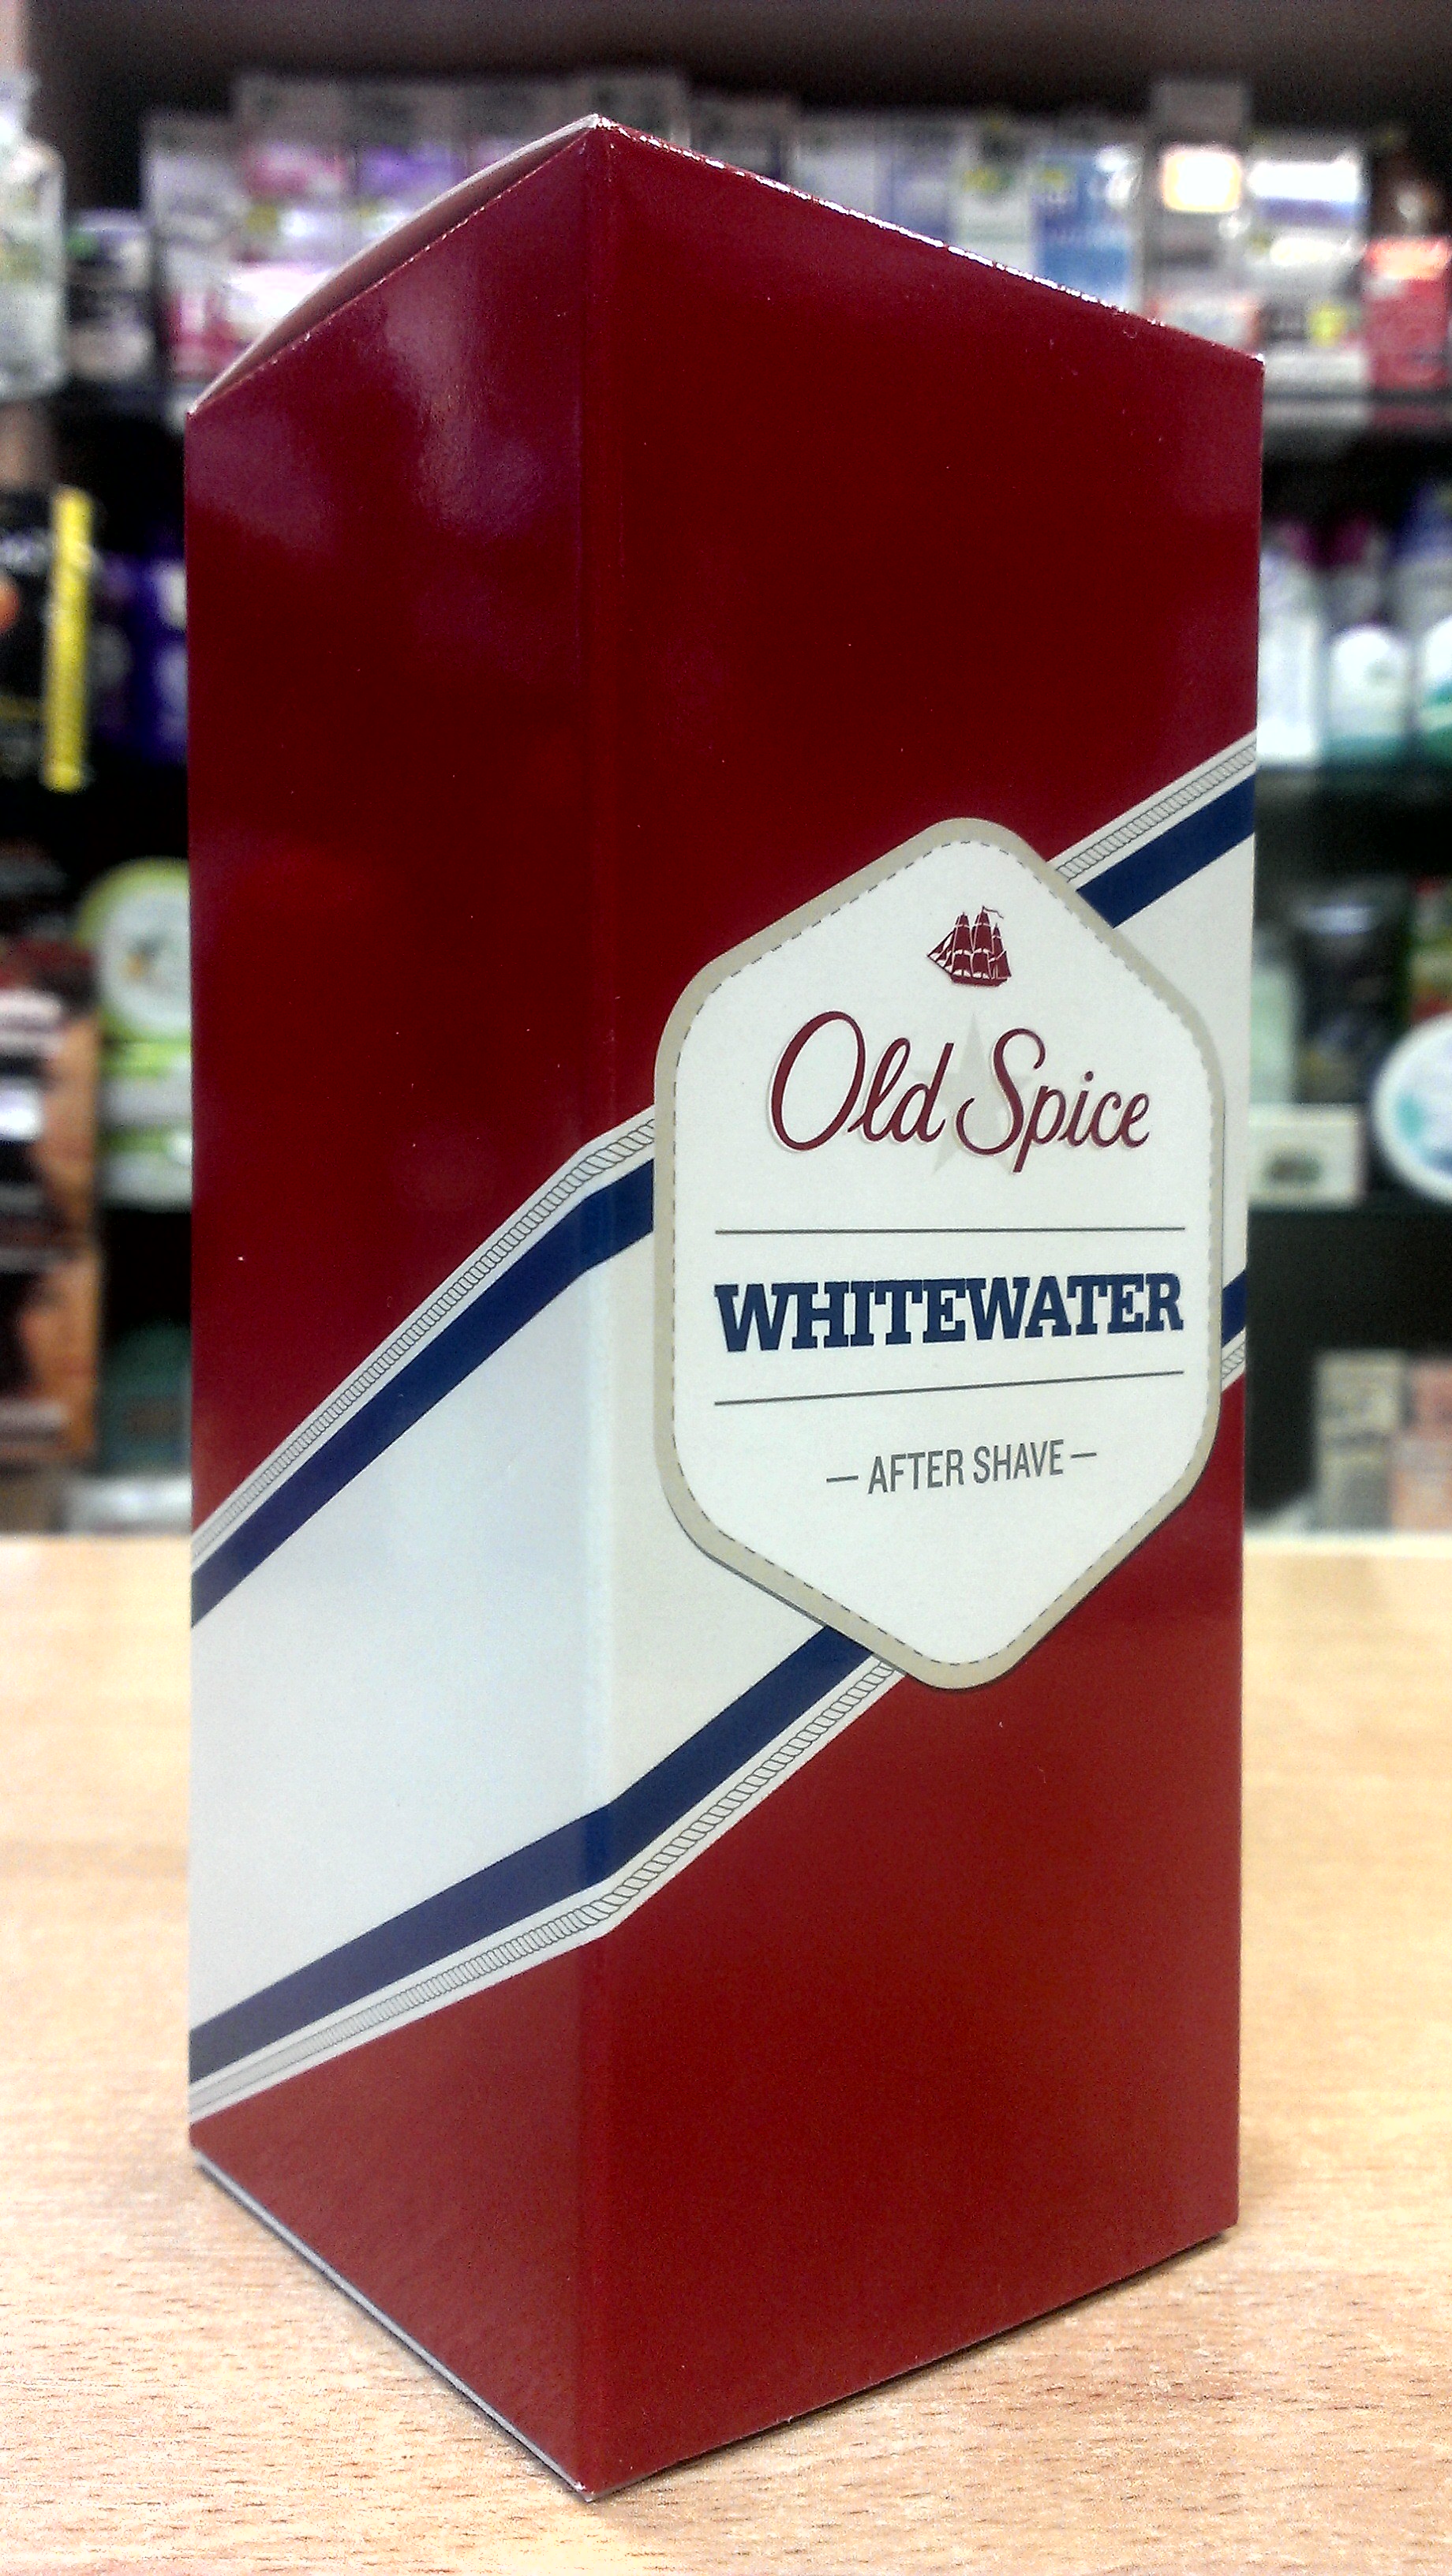 Old Spice
WHITEWATER
— AFTER SHAVE —